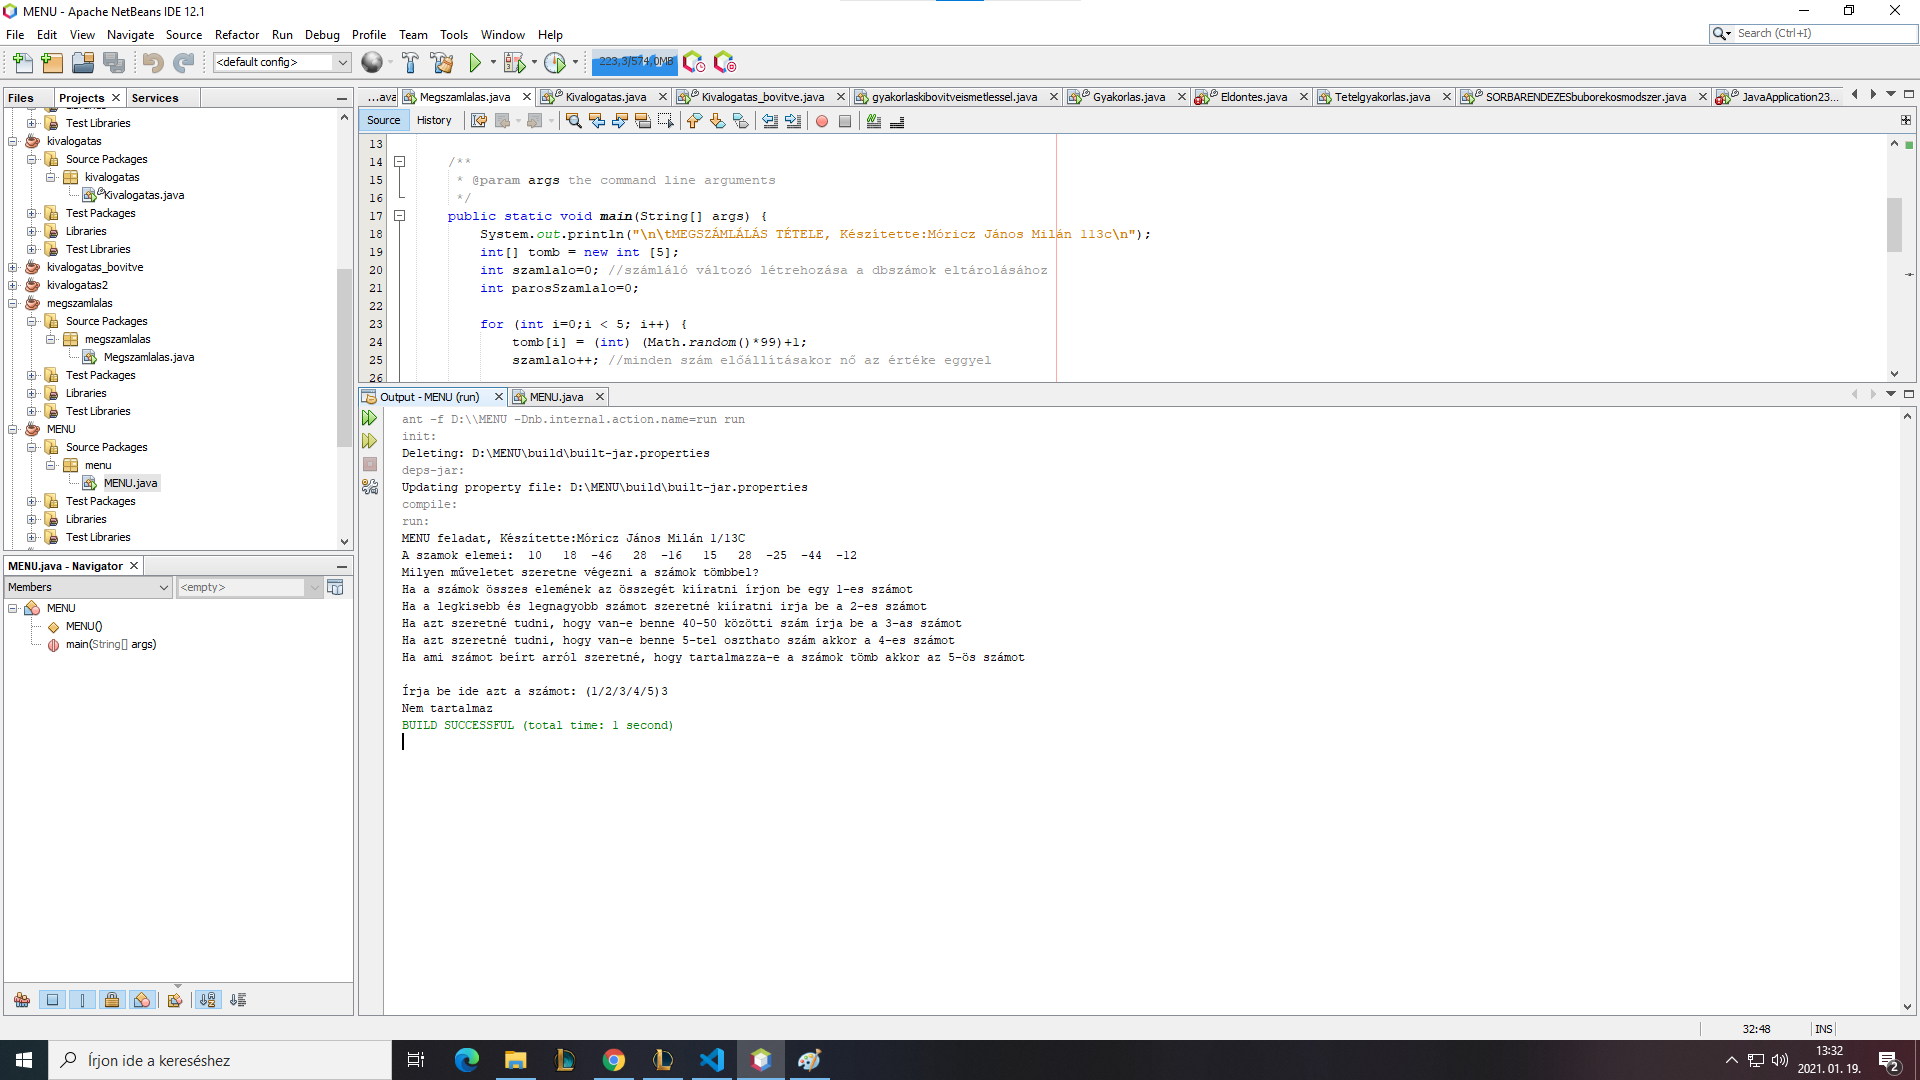 MENU - Apache NetBeans IDE 12.1
File Edit View Navigate Source Refactor Run Debug Profile Team Tools Window Help
Search (Ctrl+I)
<default config>
223,3/574,0MB
Files Projects Services
Test Libraries
kivalogatas
Source Packages
kivalogatas
Kivalogatas.java
Test Packages
Libraries
Test Libraries
kivalogatas_bovitve
kivalogatas2
megszamlalas
Source Packages
megszamlalas
Megszamlalas.java
Test Packages
Libraries
Test Libraries
MENU
Source Packages
menu
MENU.java
Test Packages
Libraries
Test Libraries
MENU.java - Navigator
Members <empty>
MENU
MENU()
main(String[] args)
...ava Megszamlalas.java Kivalogatas.java Kivalogatas_bovitve.java gyakorlaskibovitveismetlessel.java Gyakorlas.java Eldontes.java Tetelgyakorlas.java SORBARENDEZESbuborekosmodszer.java JavaApplication23...
Source History
13
14 /**
15 * @param args the command line arguments
16 */
17 public static void main(String[] args) {
18 System.out.println("\n\tMEGSZÁMLÁLÁS TÉTELE, Készítette:Móricz János Milán 113c\n");
19 int[] tomb = new int [5];
20 int szamlalo=0; //számláló változó létrehozása a dbszámok eltárolásához
21 int parosSzamlalo=0;
22
23 for (int i=0;i < 5; i++) {
24 tomb[i] = (int) (Math.random()*99)+1;
25 szamlalo++; //minden szám előállításakor nő az értéke eggyel
26
Output - MENU (run) MENU.java
ant -f D:\\MENU -Dnb.internal.action.name=run run
init:
Deleting: D:\MENU\build\built-jar.properties
deps-jar:
Updating property file: D:\MENU\build\built-jar.properties
compile:
run:
MENU feladat, Készítette:Móricz János Milán 1/13C
A szamok elemei: 10 18 -46 28 -16 15 28 -25 -44 -12
Milyen műveletet szeretne végezni a számok tömbbel?
Ha a számok összes elemének az összegét kiíratni írjon be egy 1-es számot
Ha a legkisebb és legnagyobb számot szeretné kiíratni irja be a 2-es számot
Ha azt szeretné tudni, hogy van-e benne 40-50 közötti szám írja be a 3-as számot
Ha azt szeretné tudni, hogy van-e benne 5-tel osztható szám akkor a 4-es számot
Ha ami számot beírt arról szeretné, hogy tartalmazza-e a számok tömb akkor az 5-ös számot
Írja be ide azt a számot: (1/2/3/4/5)3
Nem tartalmaz
BUILD SUCCESSFUL (total time: 1 second)
32:48 INS
Írjon ide a kereséshez
13:32
2021. 01. 19.
2